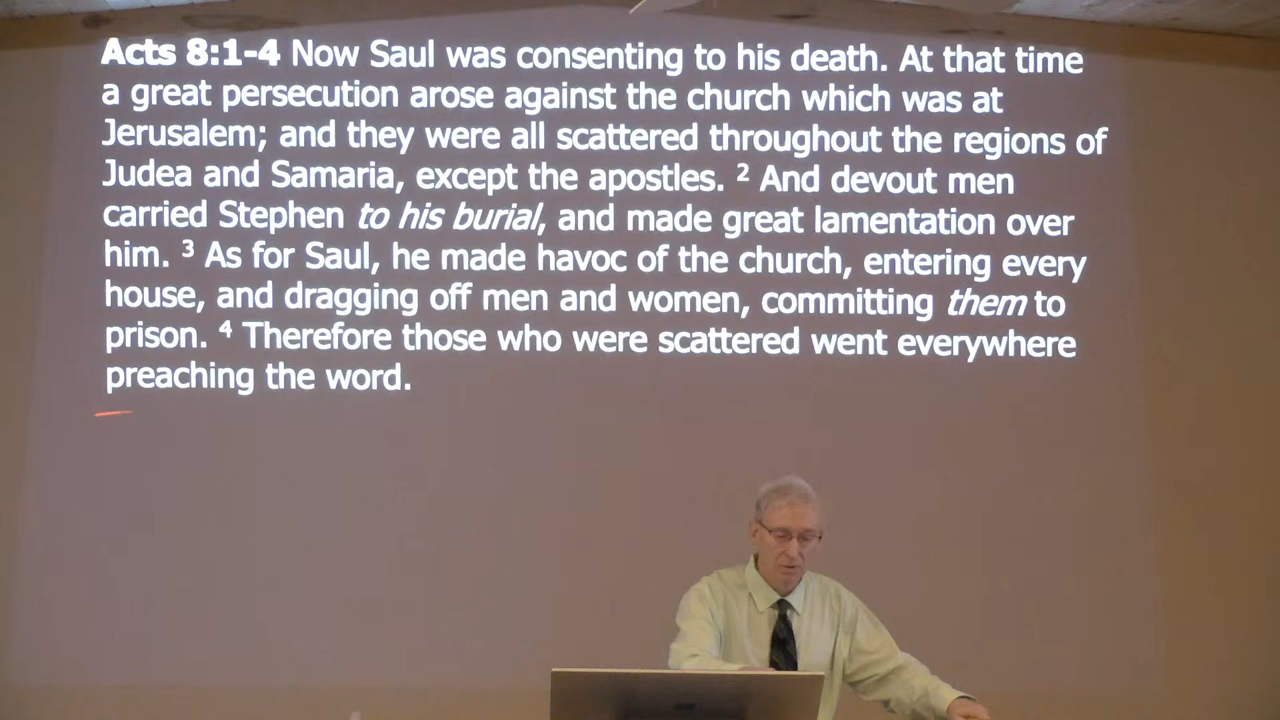 Acts 8:1-4 Now Saul was consenting to his death. At that time
a great persecution arose against the church which was at
Jerusalem; and they were all scattered throughout the regions of
Judea and Samaria, except the apostles. ² And devout men
carried Stephen to his burial, and made great lamentation over
him. ³ As for Saul, he made havoc of the church, entering every
house, and dragging off men and women, committing them to
prison. ⁴ Therefore those who were scattered went everywhere
preaching the word.